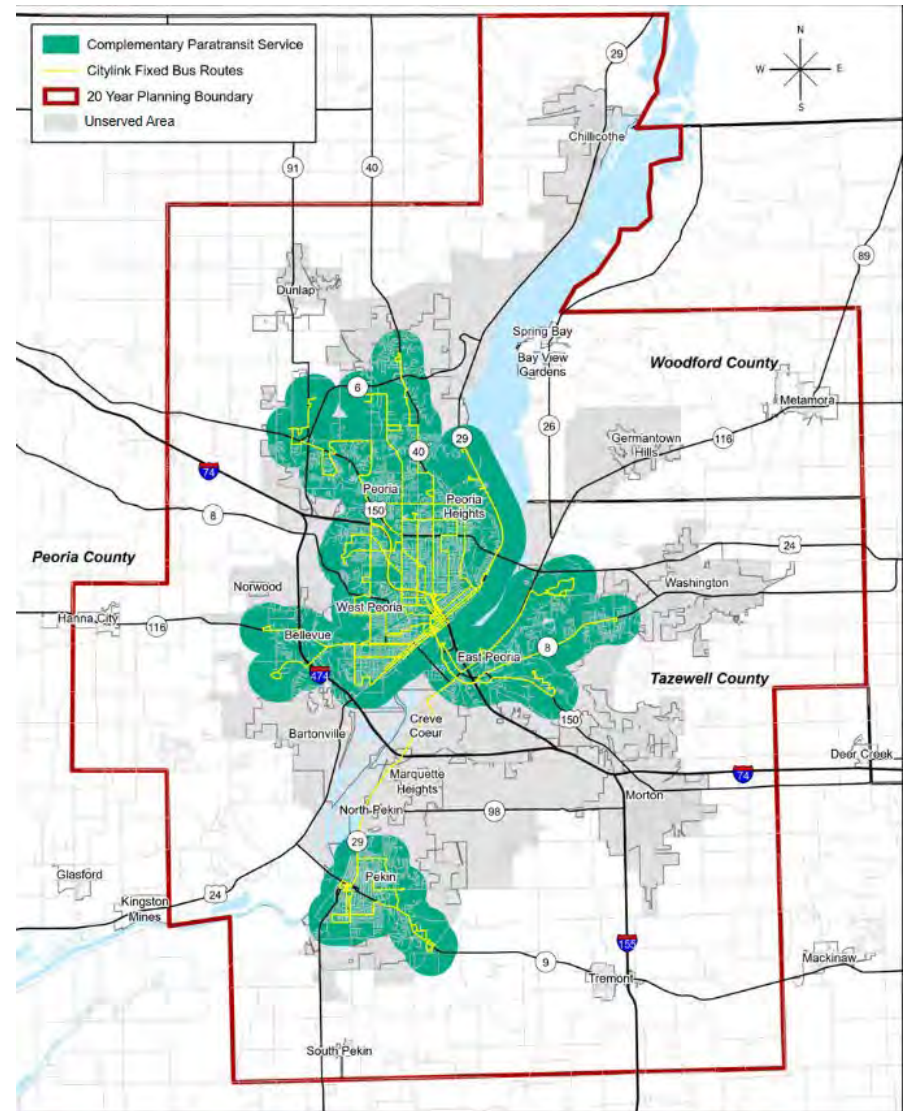 Complementary Paratransit Service
Citylink Fixed Bus Routes
20 Year Planning Boundary
Unserved Area
N
W
E
S
29
Chillicothe
91
40
89
Dunlap
Spring Bay
Bay View
Gardens
Woodford County
6
Metamora
29
26
Germantown
Hills
116
40
74
Peoria
Peoria
Heights
150
8
24
Peoria County
Washington
Norwood
West Peoria
Hanna City
116
Bellevue
8
East Peoria
474
Tazewell County
150
Creve
Coeur
Bartonville
Deer Creek
74
Marquette
Heights
Morton
North Pekin
98
29
Glasford
Pekin
24
Kingston
Mines
155
9
Mackinaw
Tremont
South Pekin